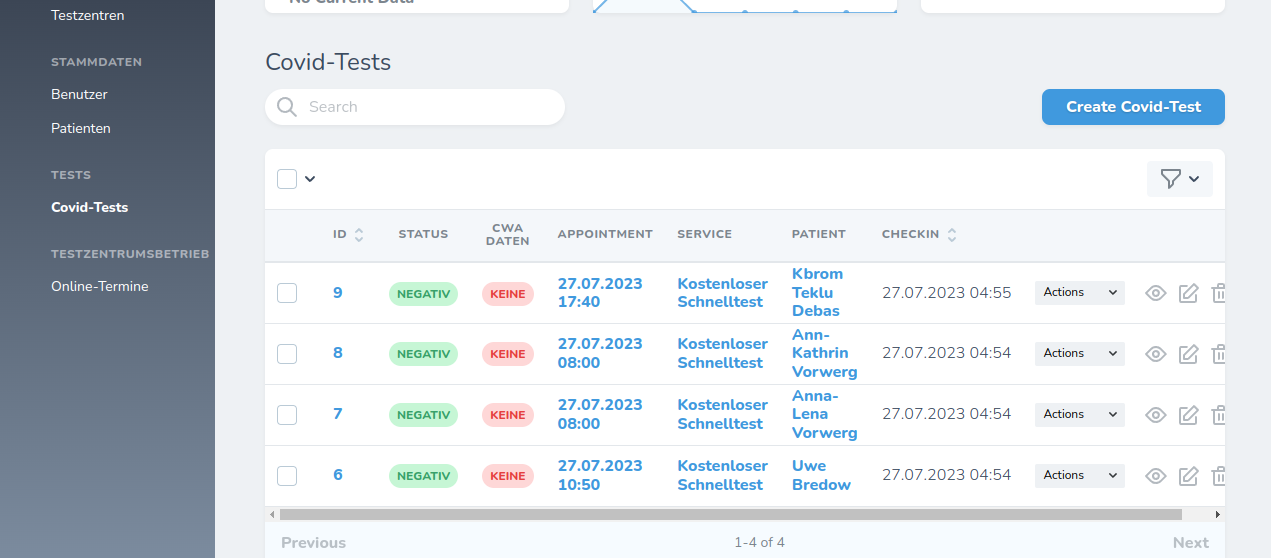 Testzentren
STAMMDATEN
Benutzer
Patienten
TESTS
Covid-Tests
TESTZENTRUMSBETRIEB
Online-Termine
No Current Data
Covid-Tests
Search
Create Covid-Test
ID
STATUS
CWA
DATEN
APPOINTMENT
SERVICE
PATIENT
CHECKIN
9
NEGATIV
KEINE
27.07.2023
17:40
Kostenloser
Schnelltest
Kbrom
Teklu
Debas
27.07.2023 04:55
Actions
8
NEGATIV
KEINE
27.07.2023
08:00
Kostenloser
Schnelltest
Ann-
Kathrin
Vorwerg
27.07.2023 04:54
Actions
7
NEGATIV
KEINE
27.07.2023
08:00
Kostenloser
Schnelltest
Anna-
Lena
Vorwerg
27.07.2023 04:54
Actions
6
NEGATIV
KEINE
27.07.2023
10:50
Kostenloser
Schnelltest
Uwe
Bredow
27.07.2023 04:54
Actions
Previous
1-4 of 4
Next